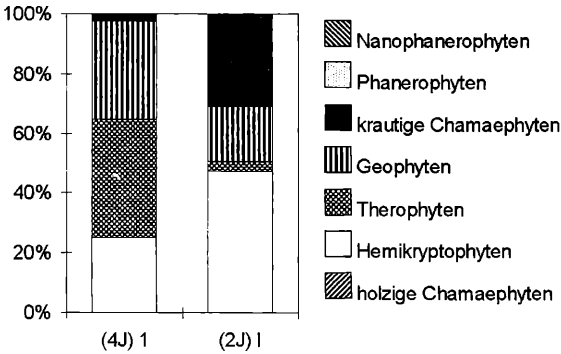 100%
80%
60%
40%
20%
0%
(4J) 1
(2J) I
Nanophanerophyten
Phanerophyten
krautige Chamaephyten
Geophyten
Therophyten
Hemikryptophyten
holzige Chamaephyten